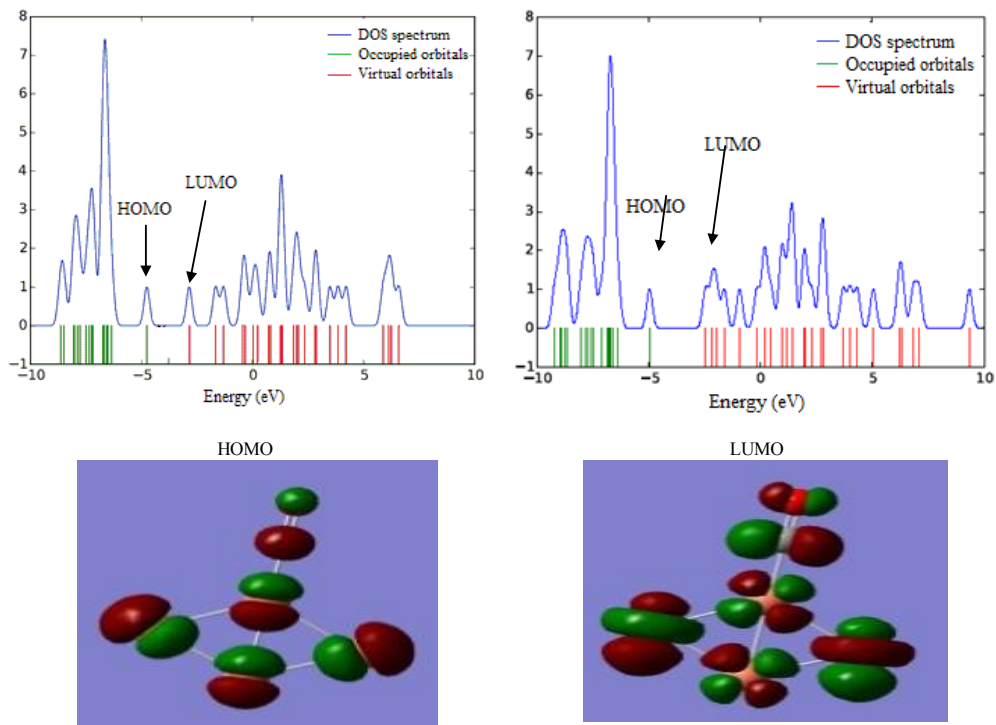 8
7
6
5
4
3
2
1
0
−1
−10
−5
0
5
10
Energy (eV)
DOS spectrum
Occupied orbitals
Virtual orbitals
HOMO
LUMO
8
7
6
5
4
3
2
1
0
−1
−10
−5
0
5
10
Energy (eV)
DOS spectrum
Occupied orbitals
Virtual orbitals
LUMO
HOMO
HOMO
LUMO